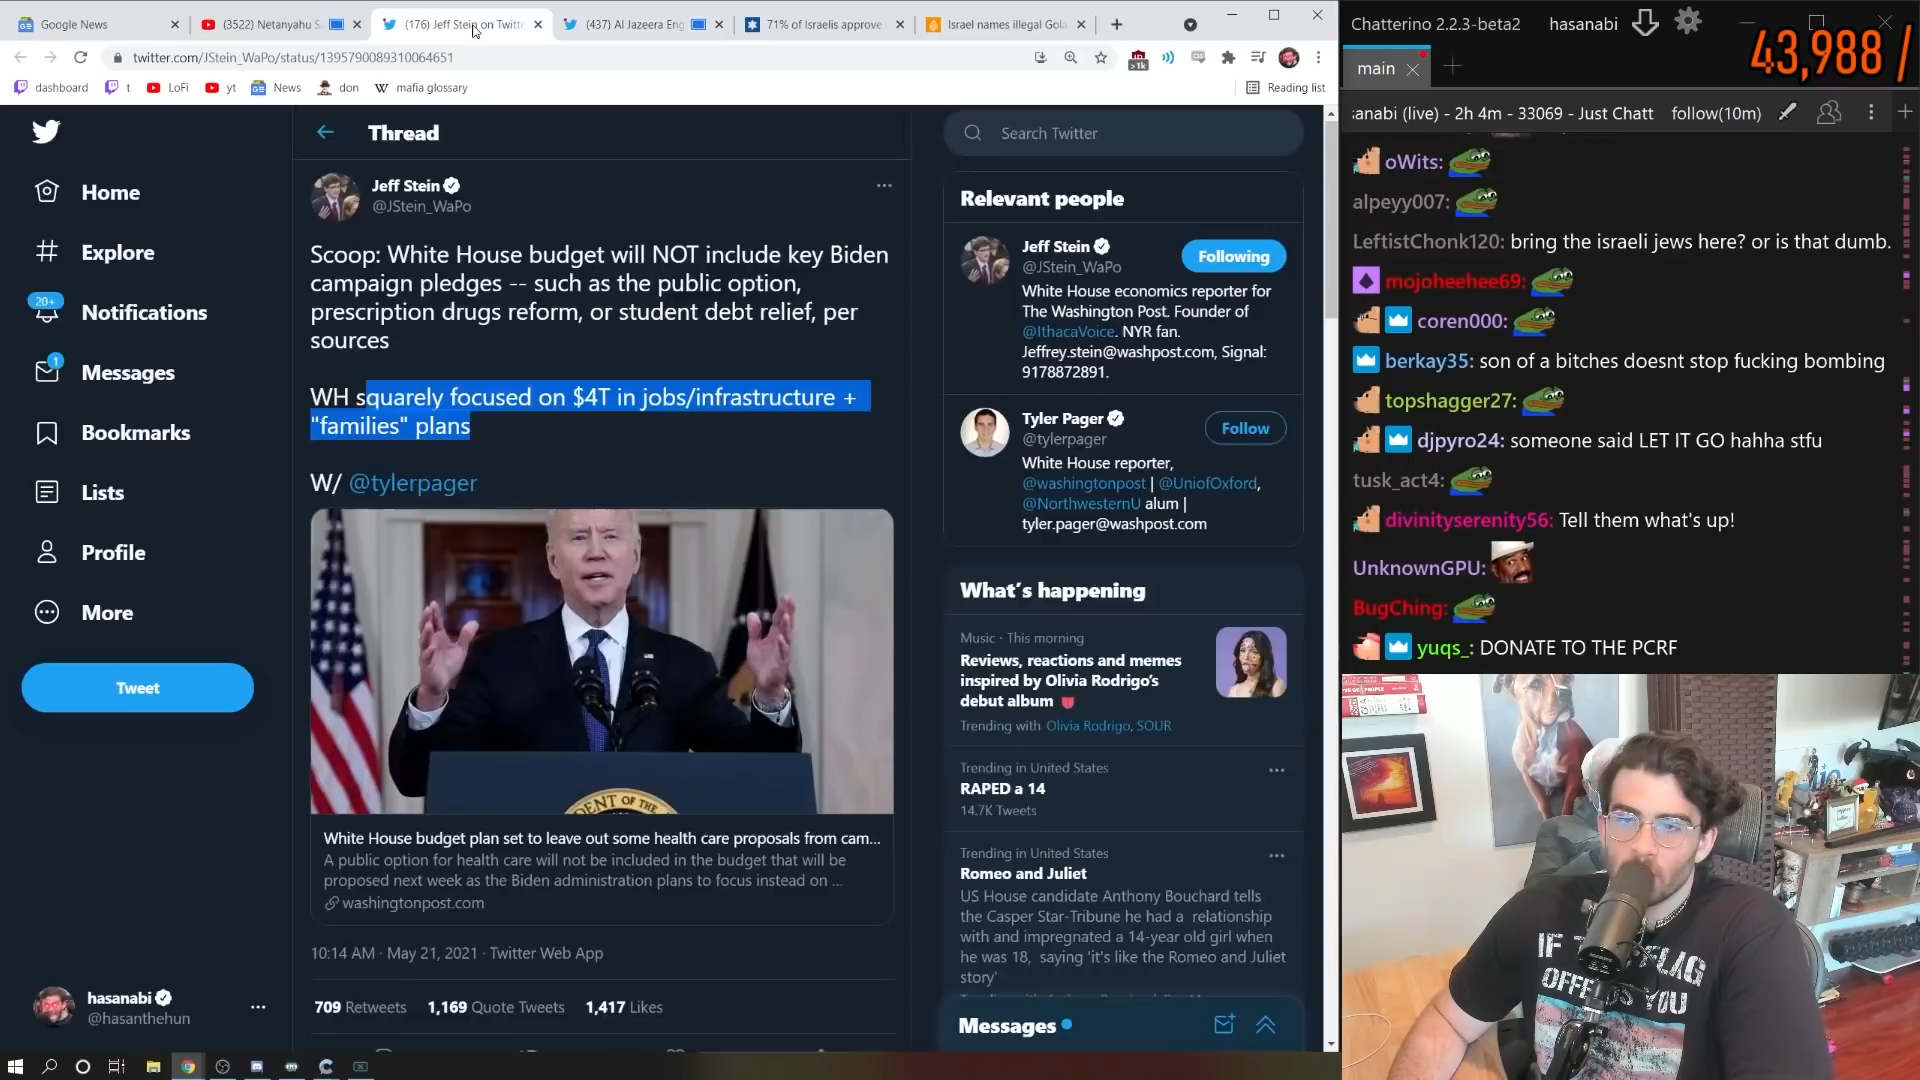 Google News
(3522) Netanyahu S
(176) Jeff Stein on Twitte
(437) Al Jazeera Eng
71% of Israelis approve
Israel names illegal Gola
twitter.com/JStein_WaPo/status/1395790089310064651
>1k
dashboard
t
LoFi
yt
News
don
mafia glossary
Reading list
Home
Explore
20+
Notifications
1
Messages
Bookmarks
Lists
Profile
More
Tweet
hasanabi
@hasanthehun
Thread
Jeff Stein
@JStein_WaPo
Scoop: White House budget will NOT include key Biden
campaign pledges -- such as the public option,
prescription drugs reform, or student debt relief, per
sources
WH squarely focused on $4T in jobs/infrastructure +
"families" plans
W/ @tylerpager
DENT OF THE
White House budget plan set to leave out some health care proposals from cam...
A public option for health care will not be included in the budget that will be
proposed next week as the Biden administration plans to focus instead on ...
washingtonpost.com
10:14 AM · May 21, 2021 · Twitter Web App
709 Retweets 1,169 Quote Tweets 1,417 Likes
Search Twitter
Relevant people
Jeff Stein
@JStein_WaPo
Following
White House economics reporter for
The Washington Post. Founder of
@IthacaVoice. NYR fan.
Jeffrey.stein@washpost.com, Signal:
9178872891.
Tyler Pager
@tylerpager
Follow
White House reporter,
@washingtonpost | @UniofOxford,
@NorthwesternU alum |
tyler.pager@washpost.com
What's happening
Music · This morning
Reviews, reactions and memes
inspired by Olivia Rodrigo's
debut album
Trending with Olivia Rodrigo, SOUR
Trending in United States
RAPED a 14
14.7K Tweets
Trending in United States
Romeo and Juliet
US House candidate Anthony Bouchard tells
the Casper Star-Tribune he had a relationship
with and impregnated a 14-year old girl when
he was 18, saying 'it's like the Romeo and Juliet
story'
Messages
Chatterino 2.2.3-beta2
hasanabi
43,988 /
main
sanabi (live) - 2h 4m - 33069 - Just Chatt
follow(10m)
oWits:
alpeyy007:
LeftistChonk120: bring the israeli jews here? or is that dumb.
mojoheehee69:
coren000:
berkay35: son of a bitches doesnt stop fucking bombing
topshagger27:
djpyro24: someone said LET IT GO hahha stfu
tusk_act4:
divinityserenity56: Tell them what's up!
UnknownGPU:
BugChing:
yuqs_: DONATE TO THE PCRF
IF T FLAG
OFFE DS YOU